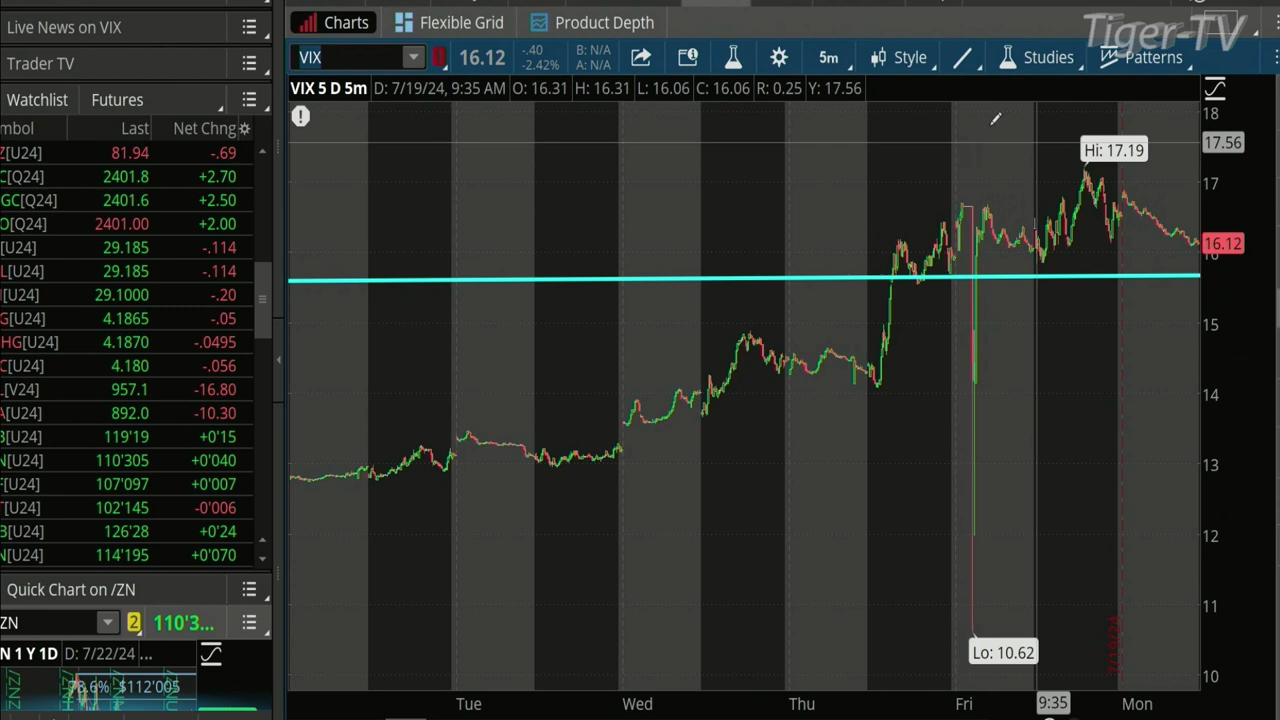 Live News on VIX
Trader TV
Watchlist Futures
mbol Last Net Chng
Z[U24] 81.94 -.69
C[Q24] 2401.8 +2.70
GC[Q24] 2401.6 +2.50
O[Q24] 2401.00 +2.00
[U24] 29.185 -.114
L[U24] 29.185 -.114
[U24] 29.1000 -.20
G[U24] 4.1865 -.05
HG[U24] 4.1870 -.0495
C[U24] 4.180 -.056
[V24] 957.1 -16.80
A[U24] 892.0 -10.30
B[U24] 119'19 +0'15
N[U24] 110'305 +0'040
F[U24] 107'097 +0'007
T[U24] 102'145 -0'006
B[U24] 126'28 +0'24
N[U24] 114'195 +0'070
Quick Chart on /ZN
ZN 2 110'3...
N 1 Y 1D D: 7/22/24 ...
78.6% $112'005
Charts Flexible Grid Product Depth
Tiger-TV
VIX 16.12 -.40 -2.42% B: N/A A: N/A 5m Style Studies Patterns
VIX 5 D 5m D: 7/19/24, 9:35 AM O: 16.31 H: 16.31 L: 16.06 C: 16.06 R: 0.25 Y: 17.56
18
17.56
Hi: 17.19
17
16.12
16
15
14
13
12
11
Lo: 10.62
7/19/24
10
Tue Wed Thu Fri 9:35 Mon